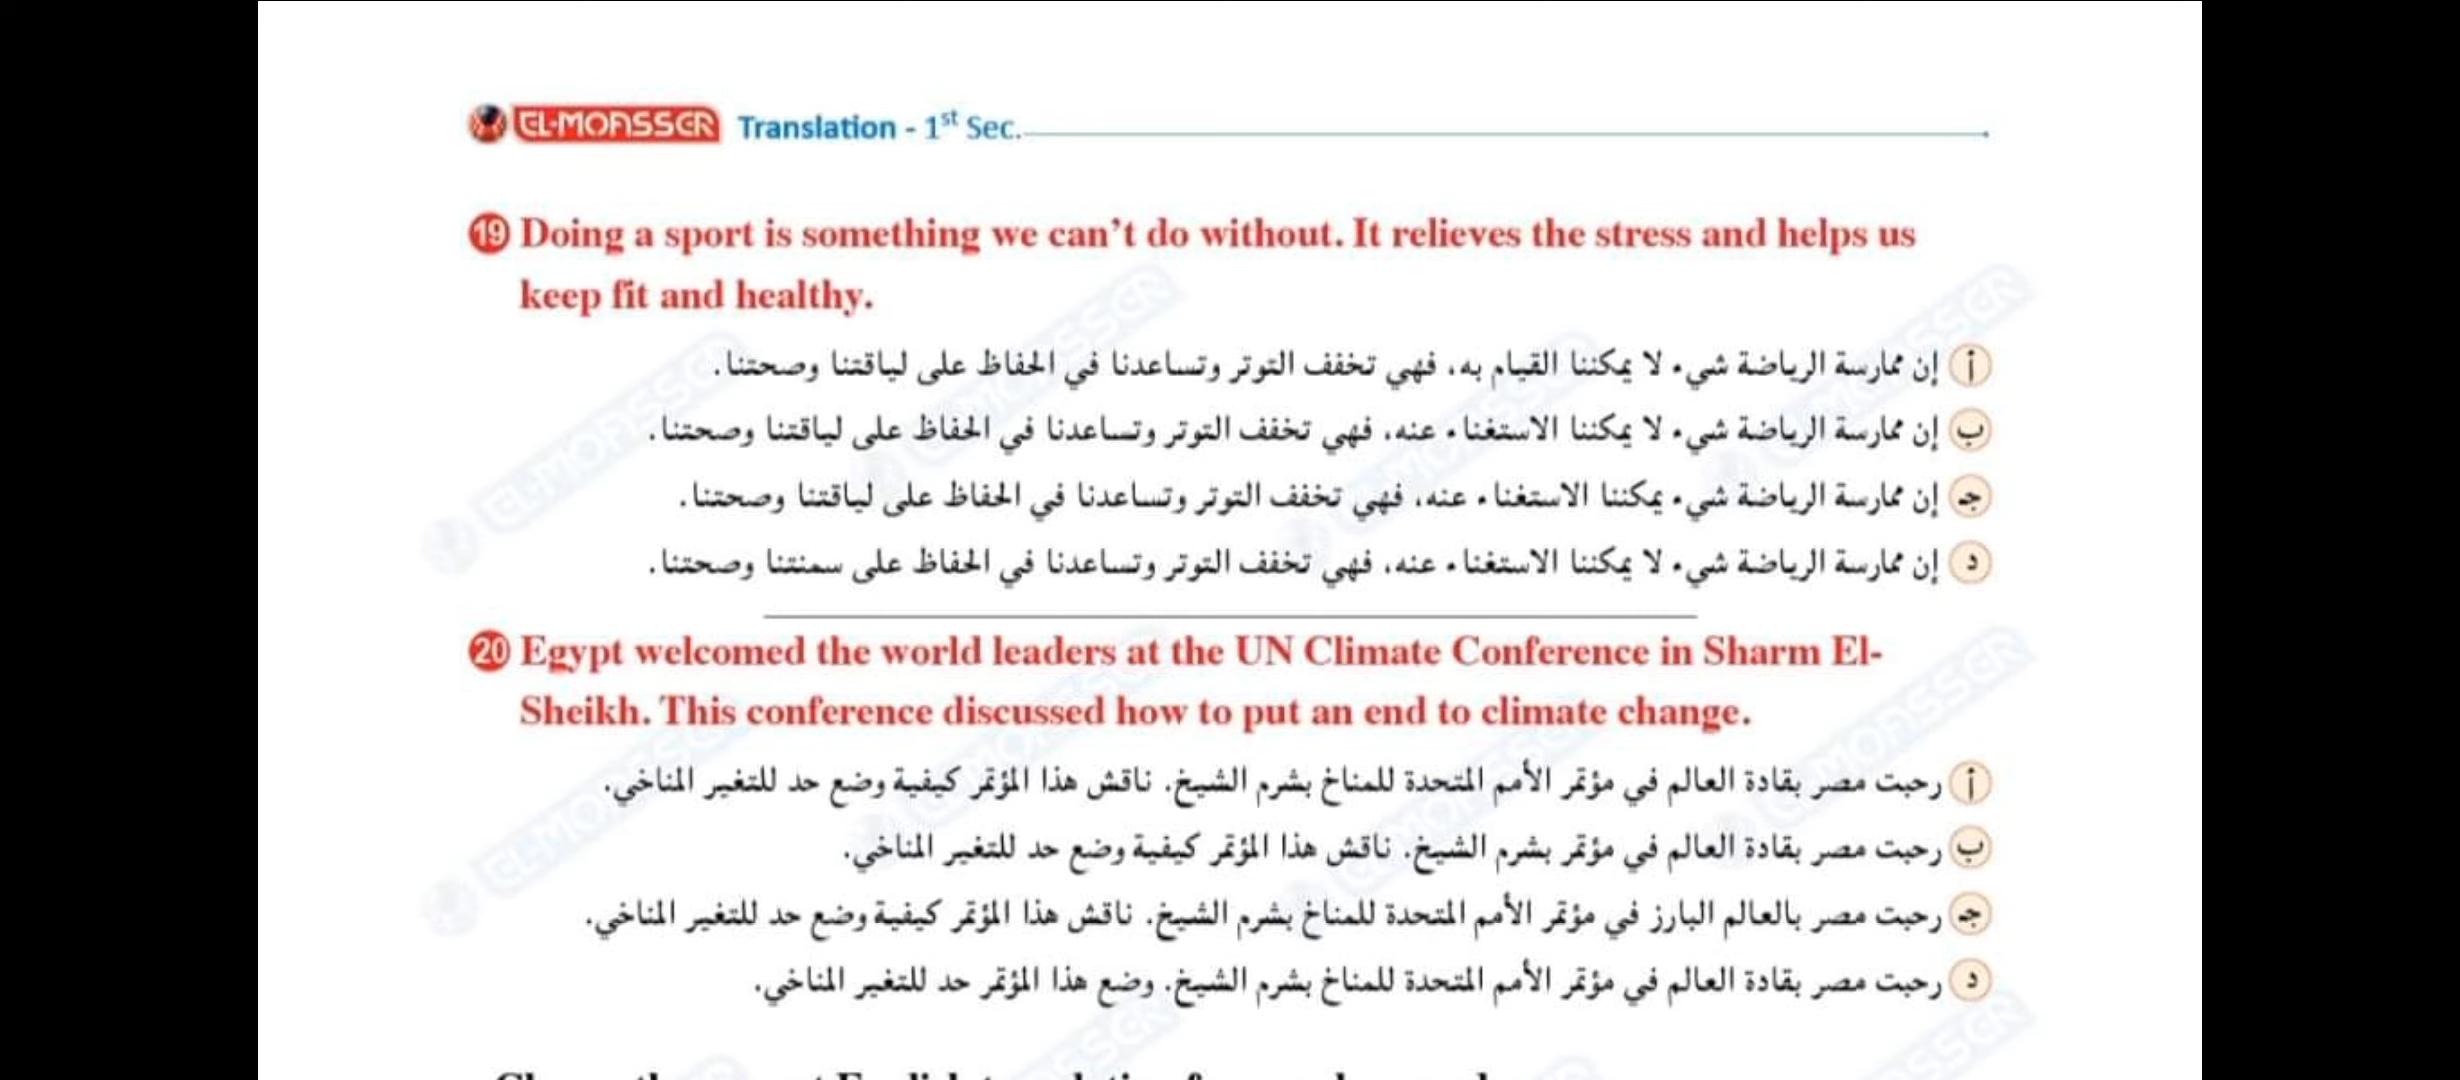 EL-MOASSER Translation - 1st Sec.
19 Doing a sport is something we can't do without. It relieves the stress and helps us
keep fit and healthy.
أ إن ممارسة الرياضة شيء لا يمكننا القيام به، فهي تخفف التوتر وتساعدنا في الحفاظ على لياقتنا وصحتنا.
ب إن ممارسة الرياضة شيء لا يمكننا الاستغناء عنه، فهي تخفف التوتر وتساعدنا في الحفاظ على لياقتنا وصحتنا.
جـ إن ممارسة الرياضة شيء يمكننا الاستغناء عنه، فهي تخفف التوتر وتساعدنا في الحفاظ على لياقتنا وصحتنا.
د إن ممارسة الرياضة شيء لا يمكننا الاستغناء عنه، فهي تخفف التوتر وتساعدنا في الحفاظ على سمنتنا وصحتنا.
20 Egypt welcomed the world leaders at the UN Climate Conference in Sharm El-
Sheikh. This conference discussed how to put an end to climate change.
أ رحبت مصر بقادة العالم في مؤتمر الأمم المتحدة للمناخ بشرم الشيخ. ناقش هذا المؤتمر كيفية وضع حد للتغير المناخي.
ب رحبت مصر بقادة العالم في مؤتمر بشرم الشيخ. ناقش هذا المؤتمر كيفية وضع حد للتغير المناخي.
جـ رحبت مصر بالعالم البارز في مؤتمر الأمم المتحدة للمناخ بشرم الشيخ. ناقش هذا المؤتمر كيفية وضع حد للتغير المناخي.
د رحبت مصر بقادة العالم في مؤتمر الأمم المتحدة للمناخ بشرم الشيخ. وضع هذا المؤتمر حد للتغير المناخي.